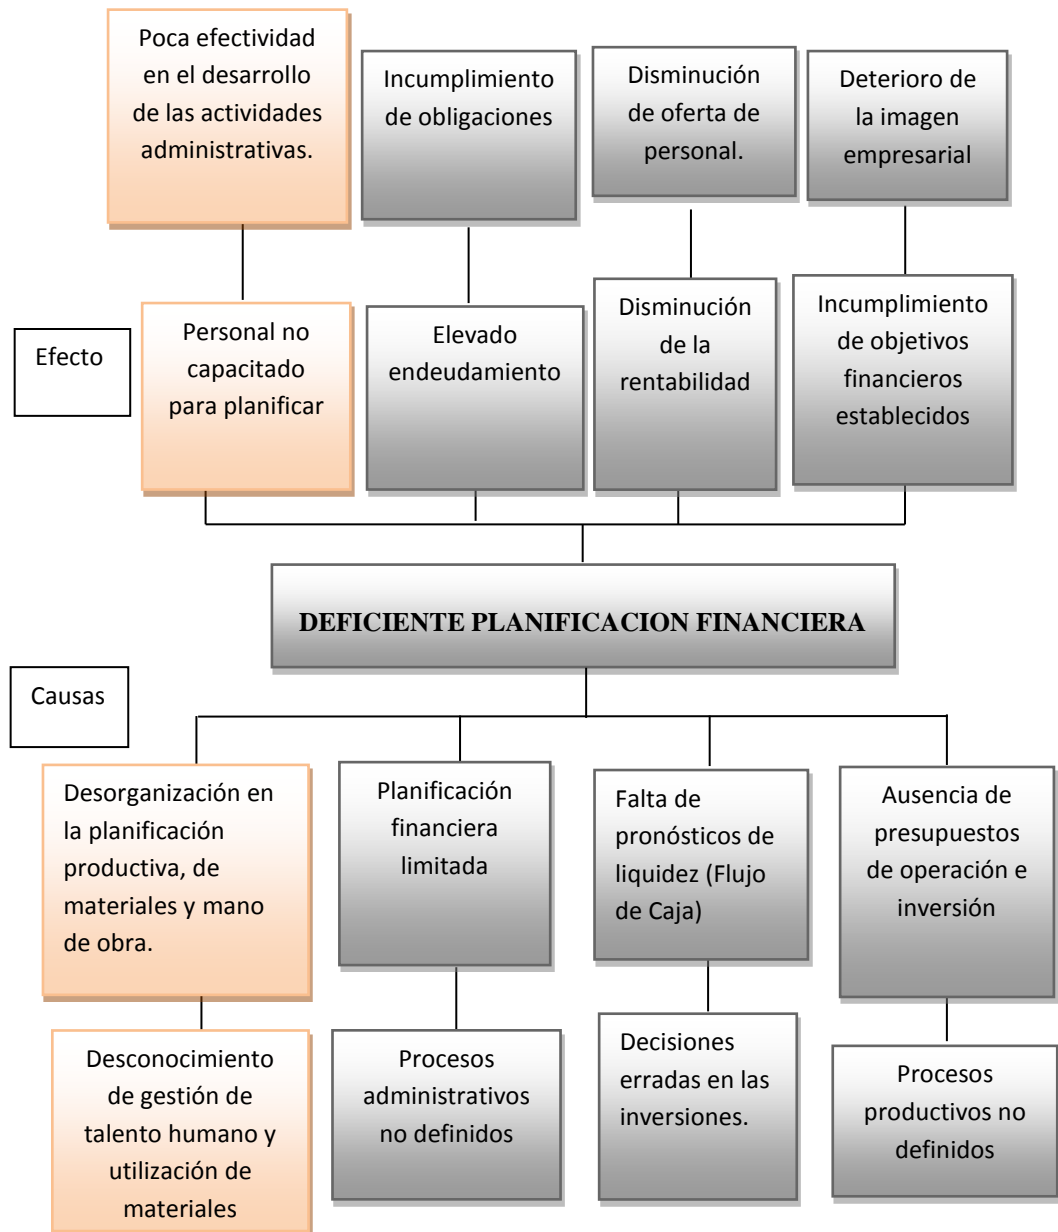 Poca efectividad
en el desarrollo
de las actividades
administrativas.
Incumplimiento
de obligaciones
Disminución
de oferta de
personal.
Deterioro de
la imagen
empresarial
Efecto
Personal no
capacitado
para planificar
Elevado
endeudamiento
Disminución
de la
rentabilidad
Incumplimiento
de objetivos
financieros
establecidos
DEFICIENTE PLANIFICACION FINANCIERA
Causas
Desorganización en
la planificación
productiva, de
materiales y mano
de obra.
Planificación
financiera
limitada
Falta de
pronósticos de
liquidez (Flujo
de Caja)
Ausencia de
presupuestos
de operación e
inversión
Desconocimiento
de gestión de
talento humano y
utilización de
materiales
Procesos
administrativos
no definidos
Decisiones
erradas en las
inversiones.
Procesos
productivos no
definidos